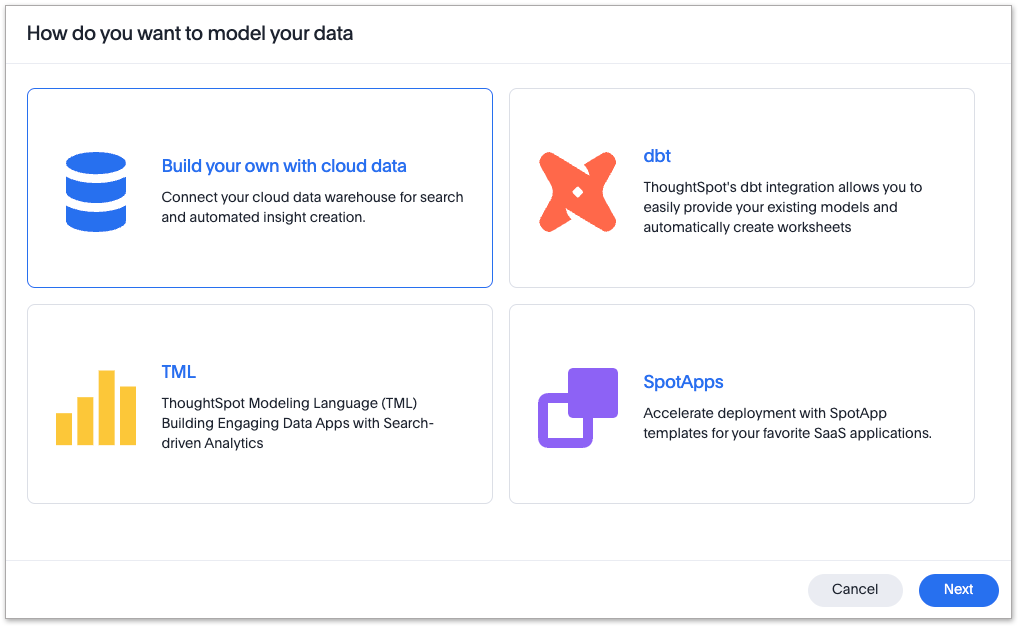 How do you want to model your data
Build your own with cloud data
Connect your cloud data warehouse for search
and automated insight creation.
dbt
ThoughtSpot's dbt integration allows you to
easily provide your existing models and
automatically create worksheets
TML
ThoughtSpot Modeling Language (TML)
Building Engaging Data Apps with Search-
driven Analytics
SpotApps
Accelerate deployment with SpotApp
templates for your favorite SaaS applications.
Cancel
Next